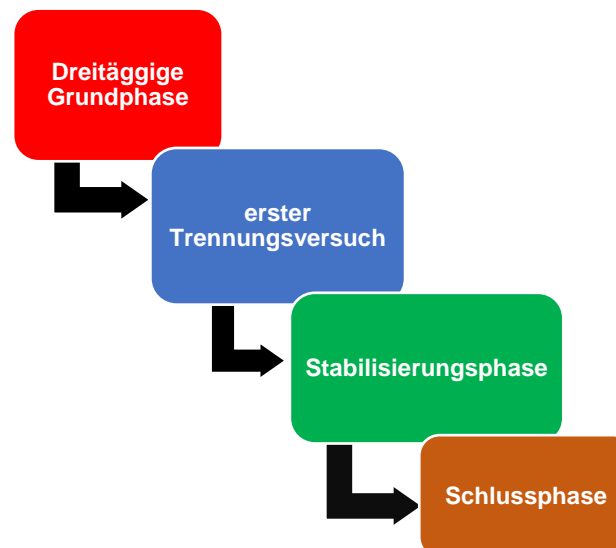 Dreitäggige
Grundphase
erster
Trennungsversuch
Stabilisierungsphase
Schlussphase